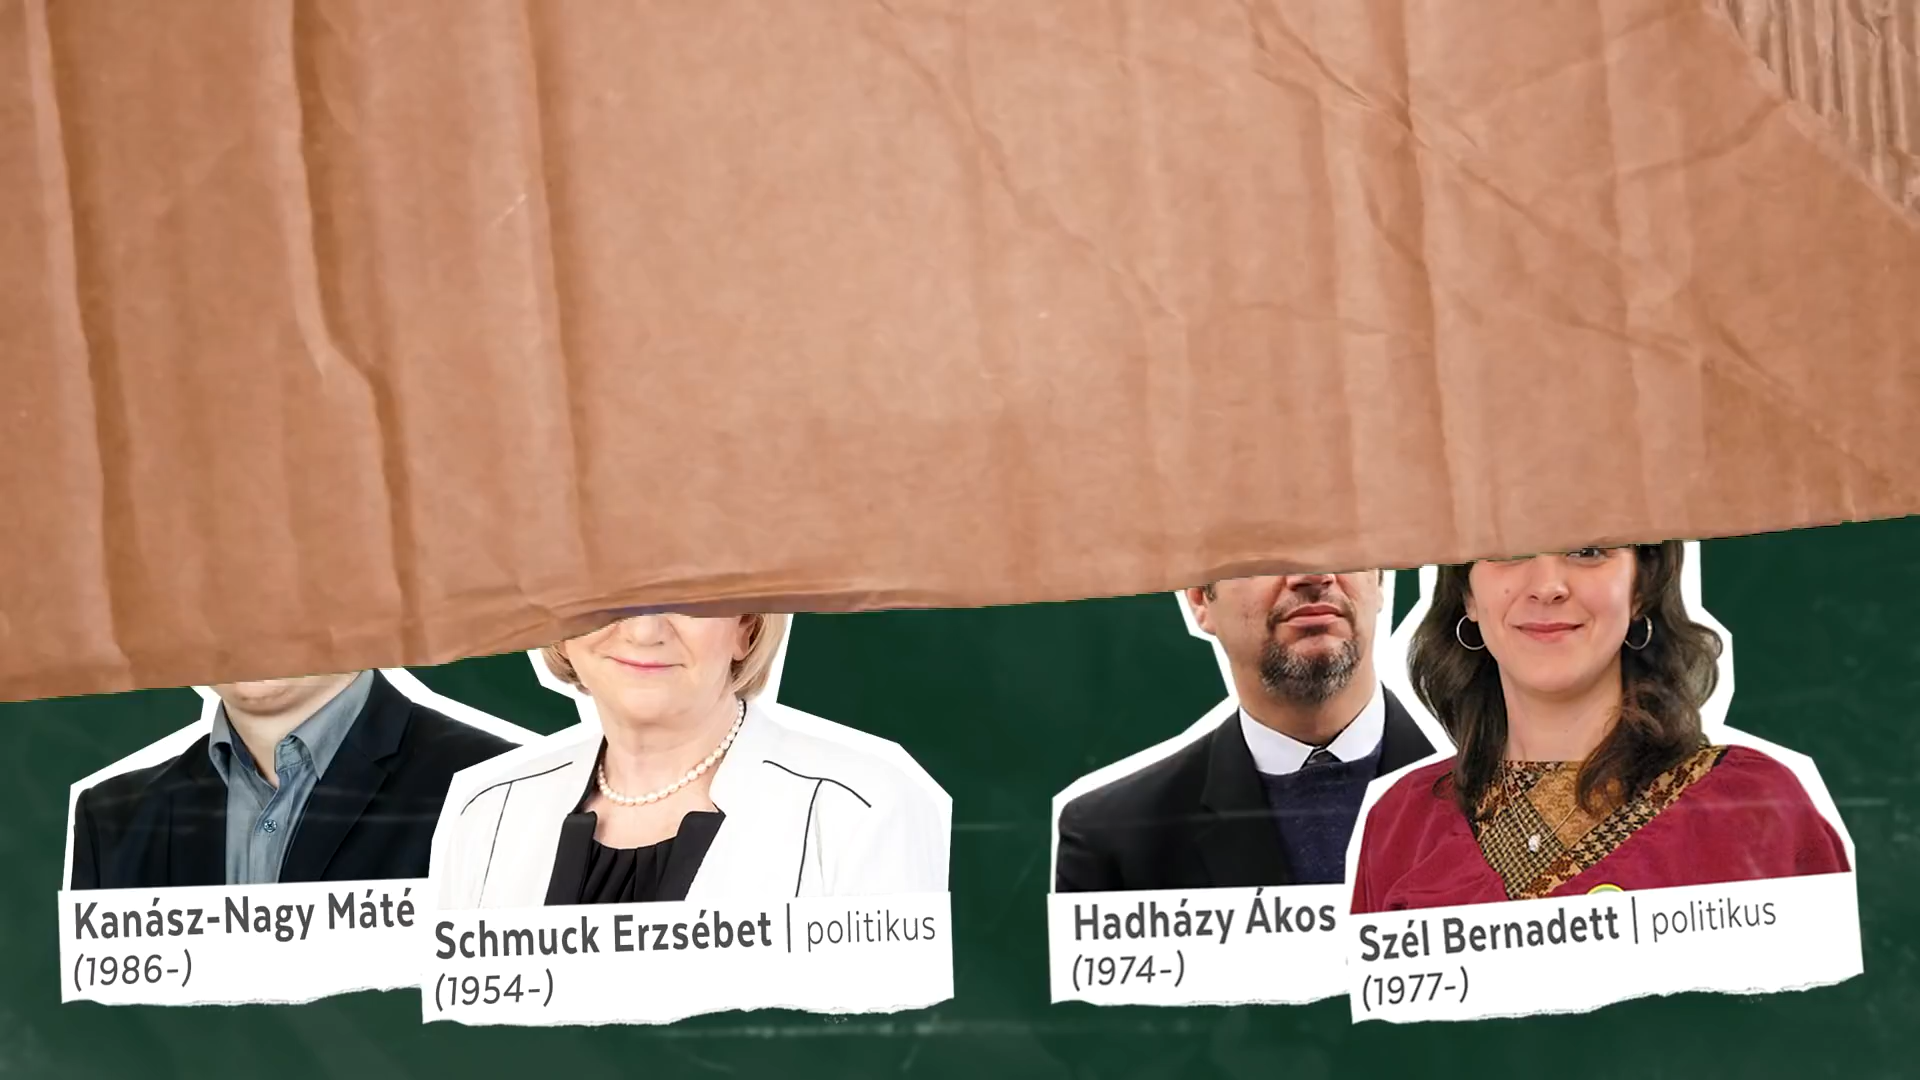 Kanász-Nagy Máté
(1986-)
Schmuck Erzsébet | politikus
(1954-)
Hadházy Ákos
(1974-)
Szél Bernadett | politikus
(1977-)